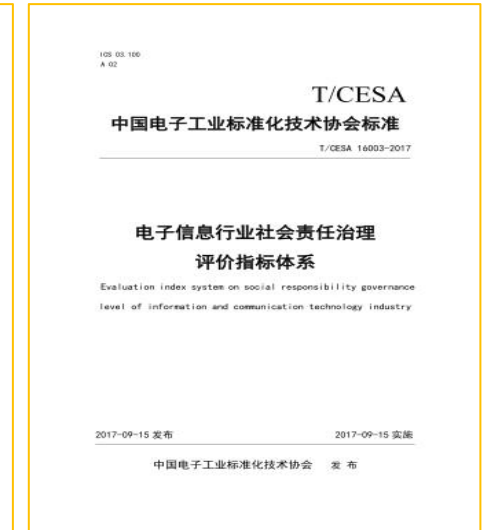 ICS 03.100
A 02
T/CESA
中国电子工业标准化技术协会标准
T/CESA 16003-2017
电子信息行业社会责任治理
评价指标体系
Evaluation index system on social responsibility governance
level of information and communication technology industry
2017-09-15 发布 2017-09-15 实施
中国电子工业标准化技术协会 发 布